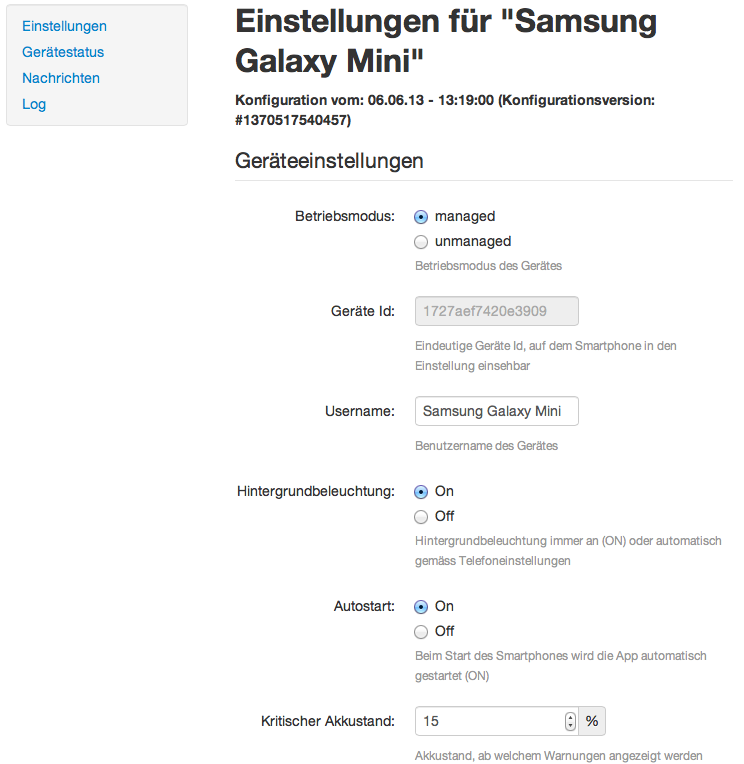 Einstellungen
Gerätestatus
Nachrichten
Log
Einstellungen für "Samsung
Galaxy Mini"
Konfiguration vom: 06.06.13 - 13:19:00 (Konfigurationsversion:
#1370517540457)
Geräteeinstellungen
Betriebsmodus: managed
unmanaged
Betriebsmodus des Gerätes
Geräte Id: 1727aef7420e3909
Eindeutige Geräte Id, auf dem Smartphone in den
Einstellung einsehbar
Username: Samsung Galaxy Mini
Benutzername des Gerätes
Hintergrundbeleuchtung: On
Off
Hintergrundbeleuchtung immer an (ON) oder automatisch
gemäss Telefoneinstellungen
Autostart: On
Off
Beim Start des Smartphones wird die App automatisch
gestartet (ON)
Kritischer Akkustand: 15 %
Akkustand, ab welchem Warnungen angezeigt werden